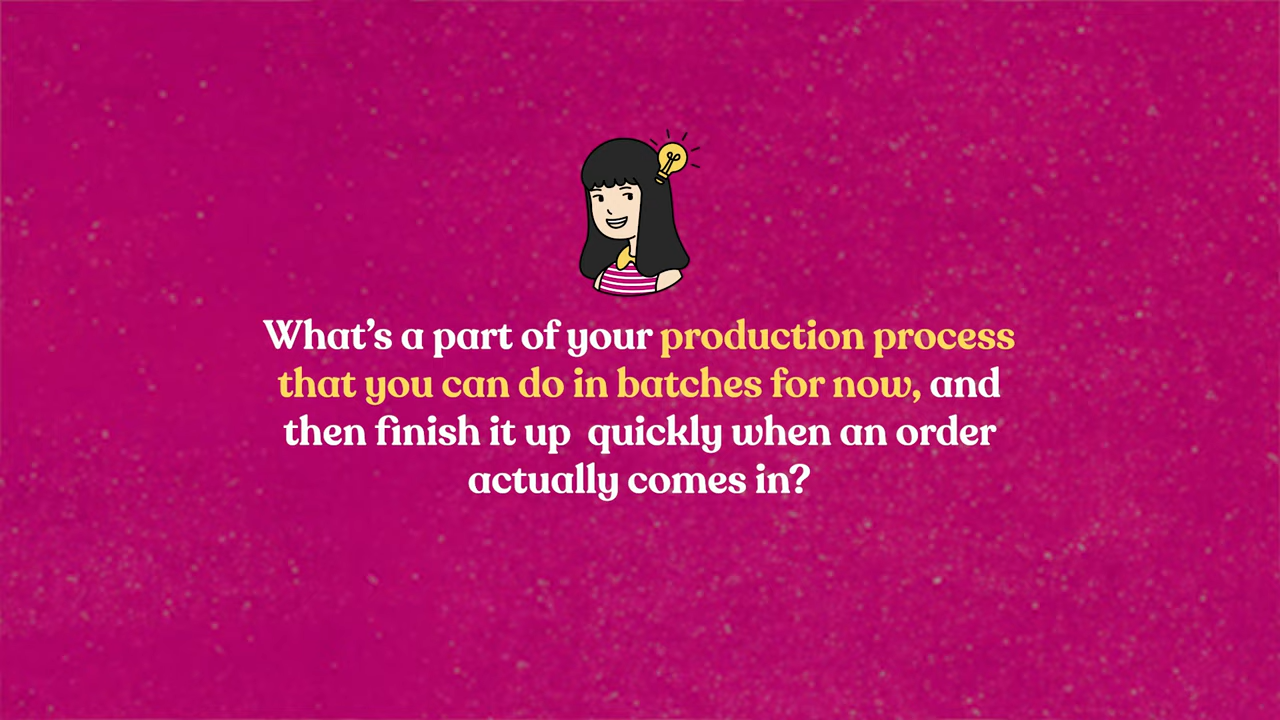 What's a part of your production process
that you can do in batches for now, and
then finish it up  quickly when an order
actually comes in?